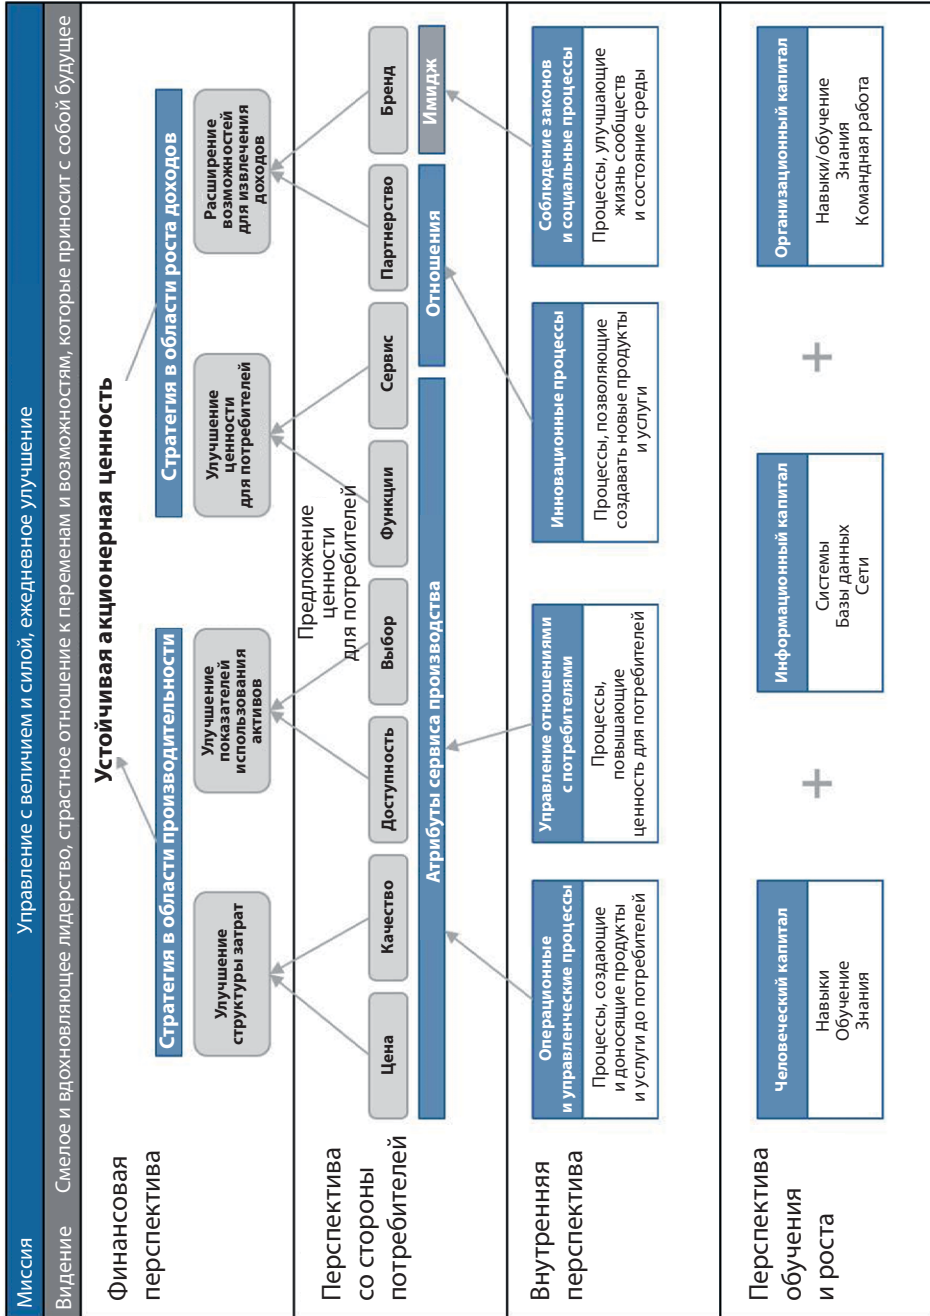 Миссия
Управление с величием и силой, ежедневное улучшение
Видение
Смелое и вдохновляющее лидерство, страстное отношение к переменам и возможностям, которые приносит с собой будущее
Финансовая
перспектива
Устойчивая акционерная ценность
Стратегия в области производительности
Стратегия в области роста доходов
Улучшение
структуры затрат
Улучшение
показателей
использования
активов
Улучшение
ценности
для потребителей
Расширение
возможностей
для извлечения
доходов
Перспектива
со стороны
потребителей
Предложение
ценности
для потребителей
Цена
Качество
Доступность
Выбор
Функции
Сервис
Партнерство
Бренд
Атрибуты сервиса производства
Отношения
Имидж
Внутренняя
перспектива
Операционные
и управленческие процессы
Процессы, создающие
и доносящие продукты
и услуги до потребителей
Управление отношениями
с потребителями
Процессы,
повышающие
ценность для потребителей
Инновационные процессы
Процессы, позволяющие
создавать новые продукты
и услуги
Соблюдение законов
и социальные процессы
Процессы, улучшающие
жизнь сообществ
и состояние среды
Перспектива
обучения
и роста
Человеческий капитал
Навыки
Обучение
Знания
+
Информационный капитал
Системы
Базы данных
Сети
+
Организационный капитал
Навыки/обучение
Знания
Командная работа